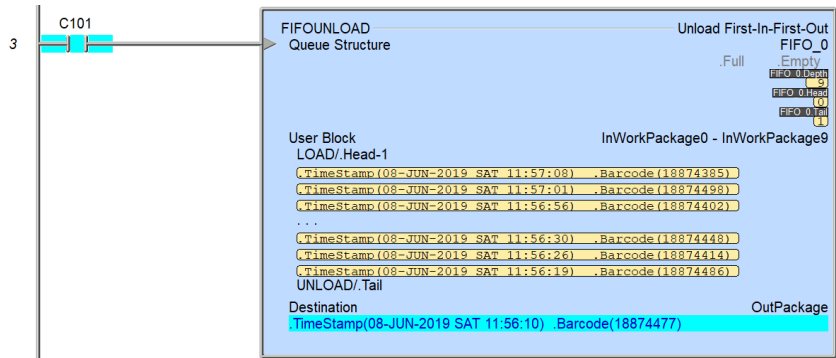 C101
3
FIFOUNLOAD Unload First-In-First-Out
Queue Structure FIFO_0
.Full .Empty
FIFO_0.Depth
9
FIFO_0.Head
0
FIFO_0.Tail
1
User Block InWorkPackage0 - InWorkPackage9
LOAD/.Head-1
.TimeStamp(08-JUN-2019 SAT 11:57:08) .Barcode(18874385)
.TimeStamp(08-JUN-2019 SAT 11:57:01) .Barcode(18874498)
.TimeStamp(08-JUN-2019 SAT 11:56:56) .Barcode(18874402)
...
.TimeStamp(08-JUN-2019 SAT 11:56:30) .Barcode(18874448)
.TimeStamp(08-JUN-2019 SAT 11:56:26) .Barcode(18874414)
.TimeStamp(08-JUN-2019 SAT 11:56:19) .Barcode(18874486)
UNLOAD/.Tail
Destination OutPackage
.TimeStamp(08-JUN-2019 SAT 11:56:10) .Barcode(18874477)